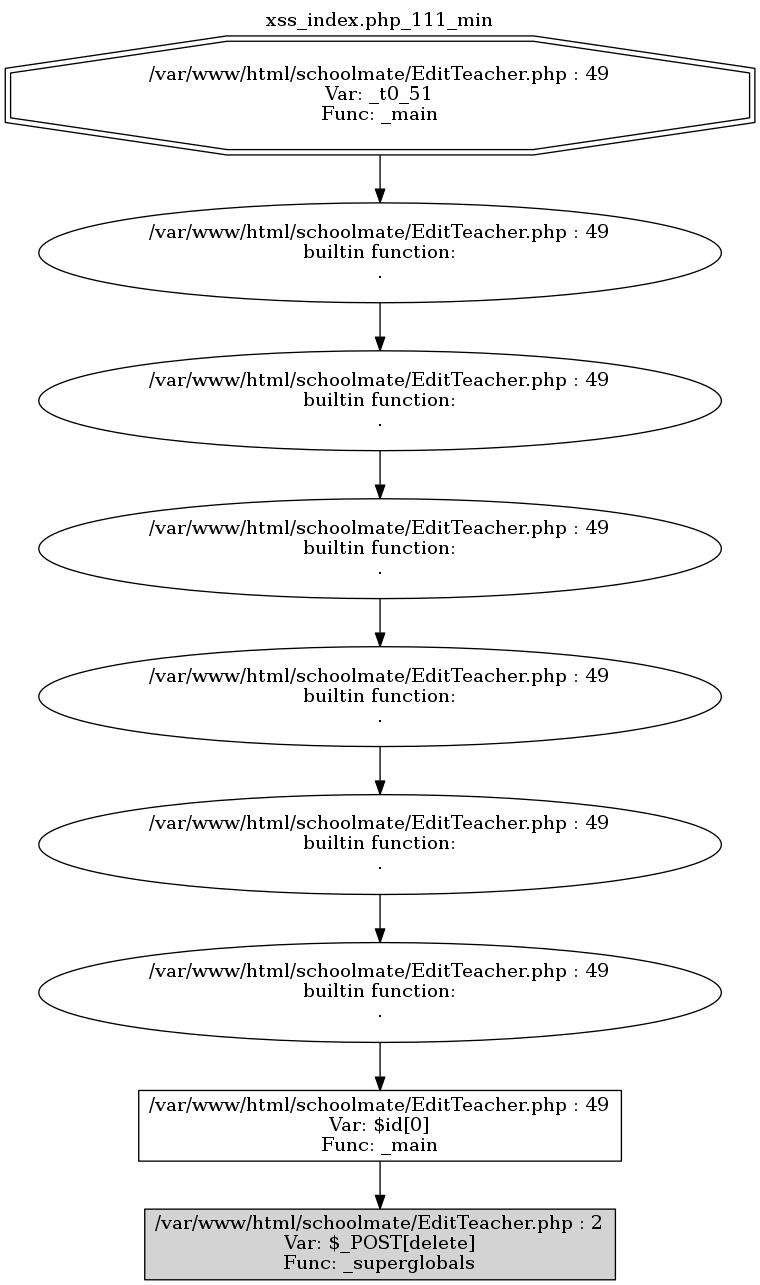 xss_index.php_111_min
/var/www/html/schoolmate/EditTeacher.php : 49
Var: _t0_51
Func: _main
/var/www/html/schoolmate/EditTeacher.php : 49
builtin function:
.
/var/www/html/schoolmate/EditTeacher.php : 49
builtin function:
.
/var/www/html/schoolmate/EditTeacher.php : 49
builtin function:
.
/var/www/html/schoolmate/EditTeacher.php : 49
builtin function:
.
/var/www/html/schoolmate/EditTeacher.php : 49
builtin function:
.
/var/www/html/schoolmate/EditTeacher.php : 49
builtin function:
.
/var/www/html/schoolmate/EditTeacher.php : 49
Var: $id[0]
Func: _main
/var/www/html/schoolmate/EditTeacher.php : 2
Var: $_POST[delete]
Func: _superglobals